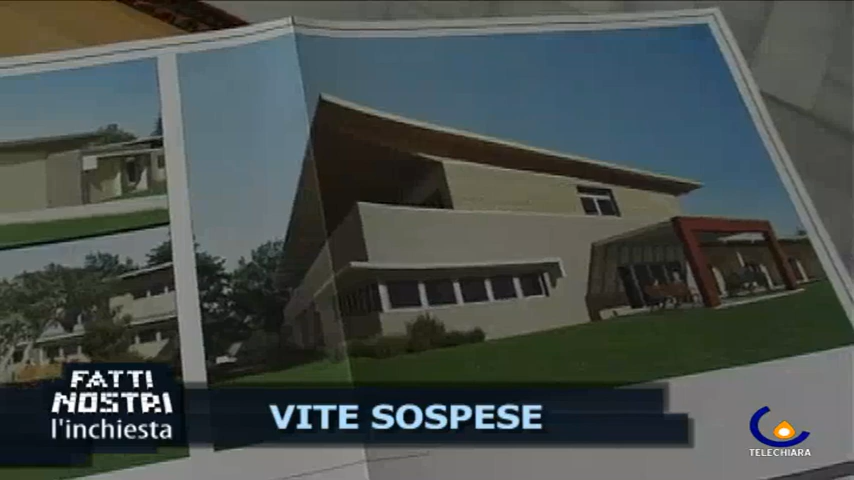 FATTI
NOSTRI
l'inchiesta
VITE SOSPESE
TELECHIARA